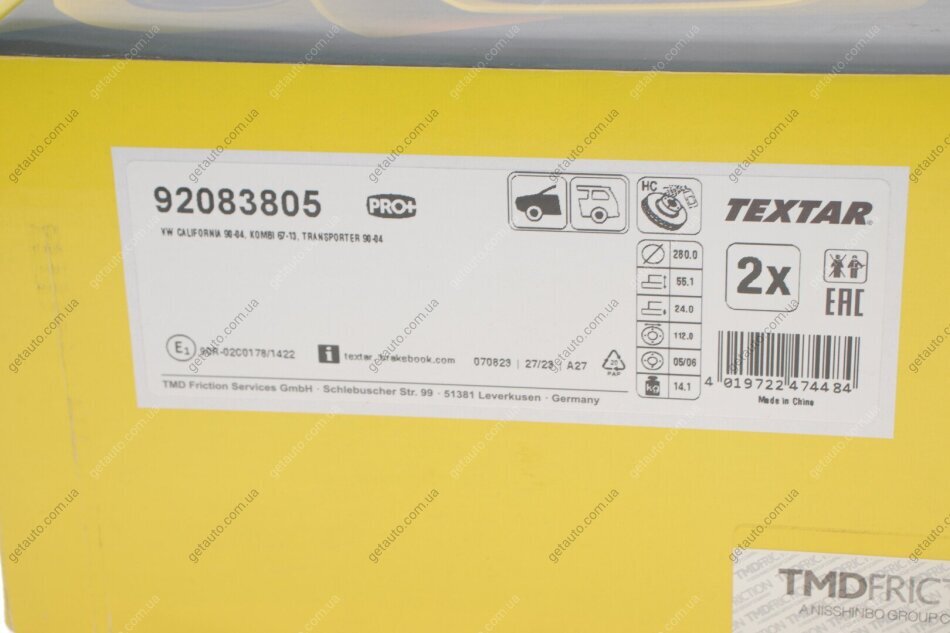 92083805
PRO+
VW CALIFORNIA 90-04, KOMBI 67-13, TRANSPORTER 90-04
HC
TEXTAR®
280.0
55.1
24.0
112.0
05/06
KG 14.1
2x
EAC
E1 90R-02C0178/1422
i textar.brakebook.com
070823 | 27/23 | A27
20
PAP
4 019722 474484
Made in China
TMD Friction Services GmbH · Schlebuscher Str. 99 · 51381 Leverkusen · Germany
TMDFRICT
A NISSHINBO GROUP C
getauto.com.ua